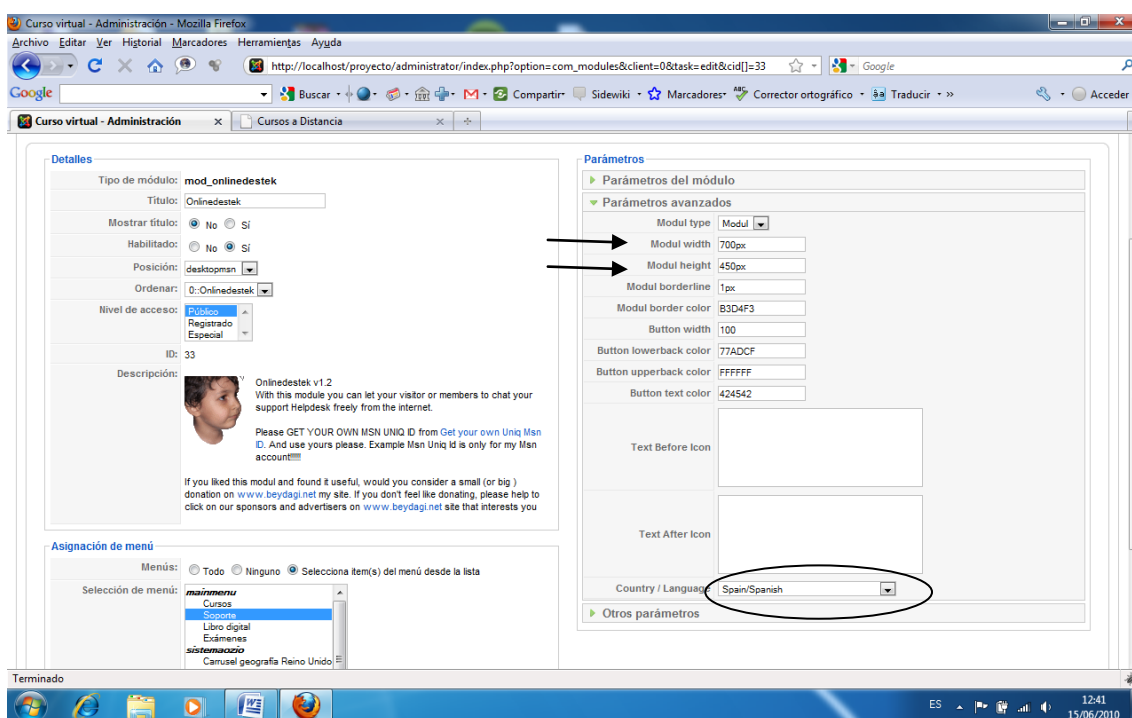 Curso virtual - Administración - Mozilla Firefox
Archivo Editar Ver Historial Marcadores Herramientas Ayuda
http://localhost/proyecto/administrator/index.php?option=com_modules&client=0&task=edit&cid[]=33 Google
Google Buscar Compartir Sidewiki Marcadores ABC Corrector ortográfico Traducir » Acceder
Curso virtual - Administración Cursos a Distancia
Detalles
Tipo de módulo: mod_onlinedestek
Título: Onlinedestek
Mostrar título: No Sí
Habilitado: No Sí
Posición: desktopmsn
Ordenar: 0::Onlinedestek
Nivel de acceso: Público
Registrado
Especial
ID: 33
Descripción:
Onlinedestek v1.2
With this module you can let your visitor or members to chat your
support Helpdesk freely from the internet.
Please GET YOUR OWN MSN UNIQ ID from Get your own Uniq Msn
ID. And use yours please. Example Msn Uniq Id is only for my Msn
account!!!!!
If you liked this modul and found it useful, would you consider a small (or big )
donation on www.beydagi.net my site. If you don't feel like donating, please help to
click on our sponsors and advertisers on www.beydagi.net site that interests you
Asignación de menú
Menús: Todo Ninguno Selecciona item(s) del menú desde la lista
Selección de menú: mainmenu
Cursos
Soporte
Libro digital
Exámenes
sistemaozio
Carrusel geografía Reino Unido
Parámetros
Parámetros del módulo
Parámetros avanzados
Modul type Modul
Modul width 700px
Modul height 450px
Modul borderline 1px
Modul border color B3D4F3
Button width 100
Button lowerback color 77ADCF
Button upperback color FFFFFF
Button text color 424542
Text Before Icon
Text After Icon
Country / Language Spain/Spanish
Otros parámetros
Terminado
ES 12:41
15/06/2010